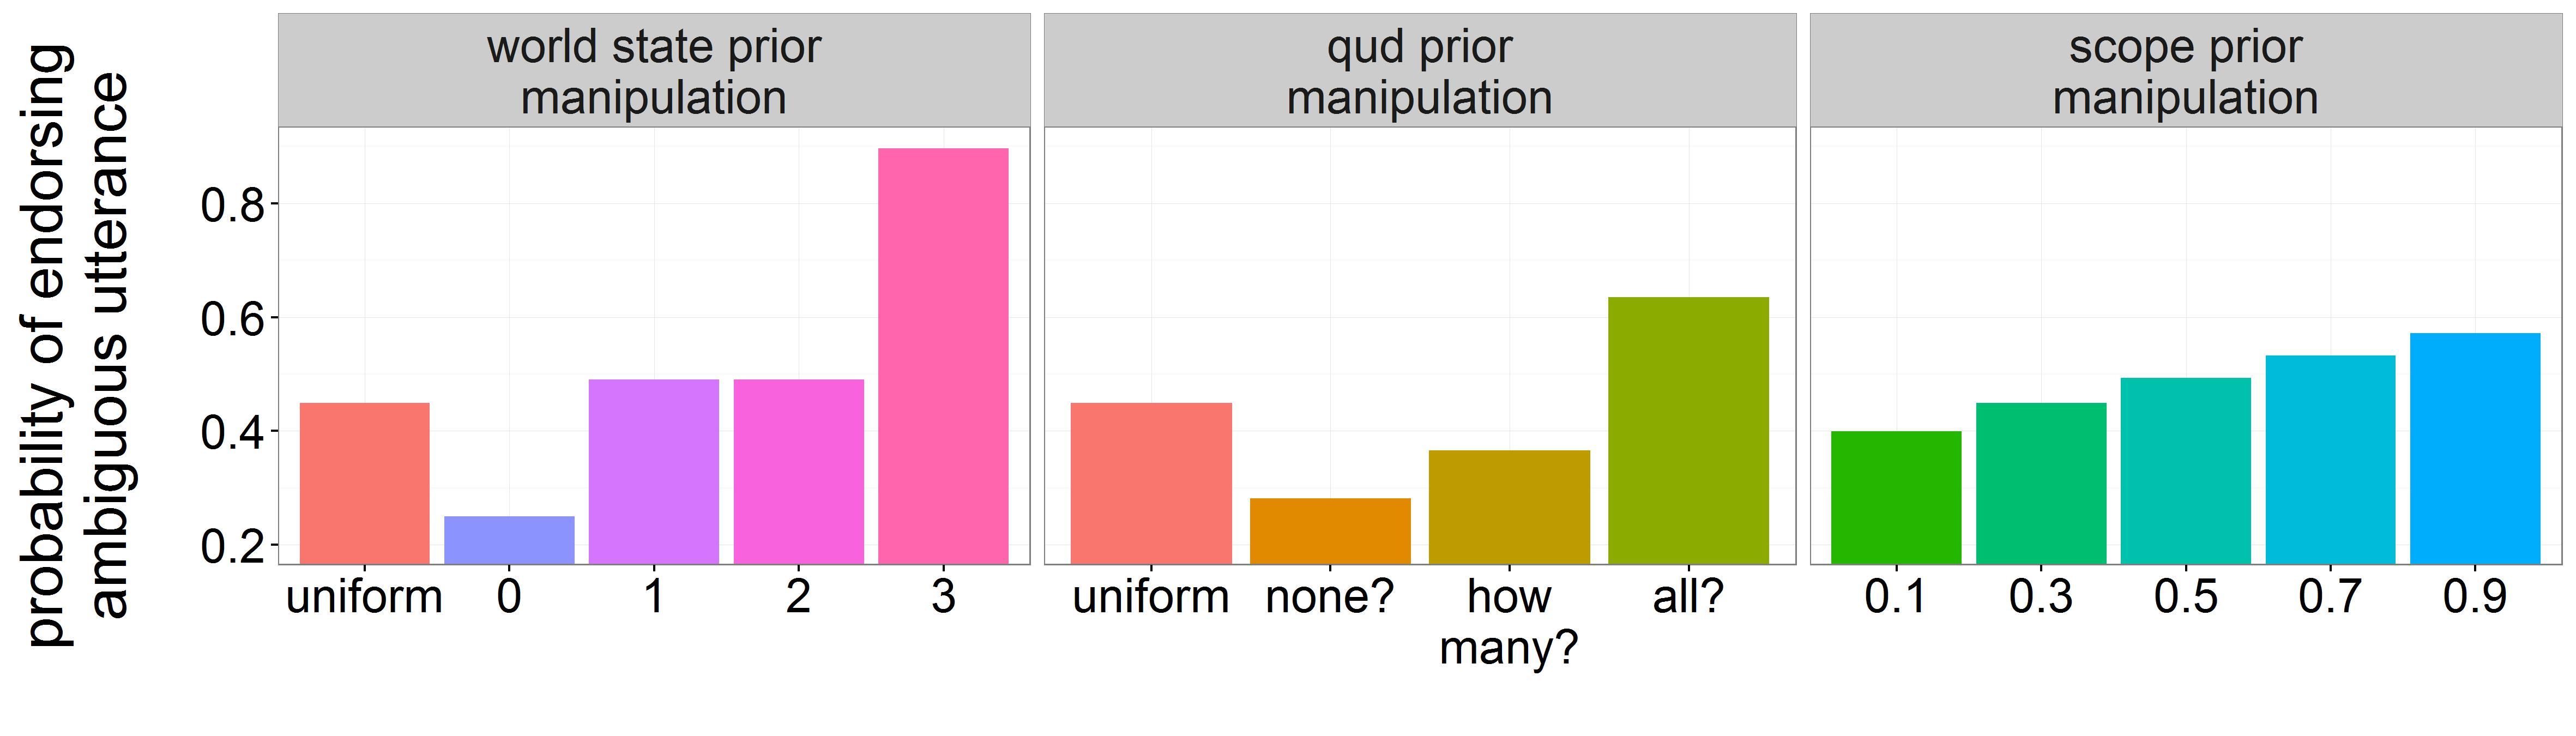 probability of endorsing
ambiguous utterance
world state prior
manipulation
qud prior
manipulation
scope prior
manipulation
0.8
0.6
0.4
0.2
uniform 0 1 2 3
uniform none? how all?
many?
0.1 0.3 0.5 0.7 0.9